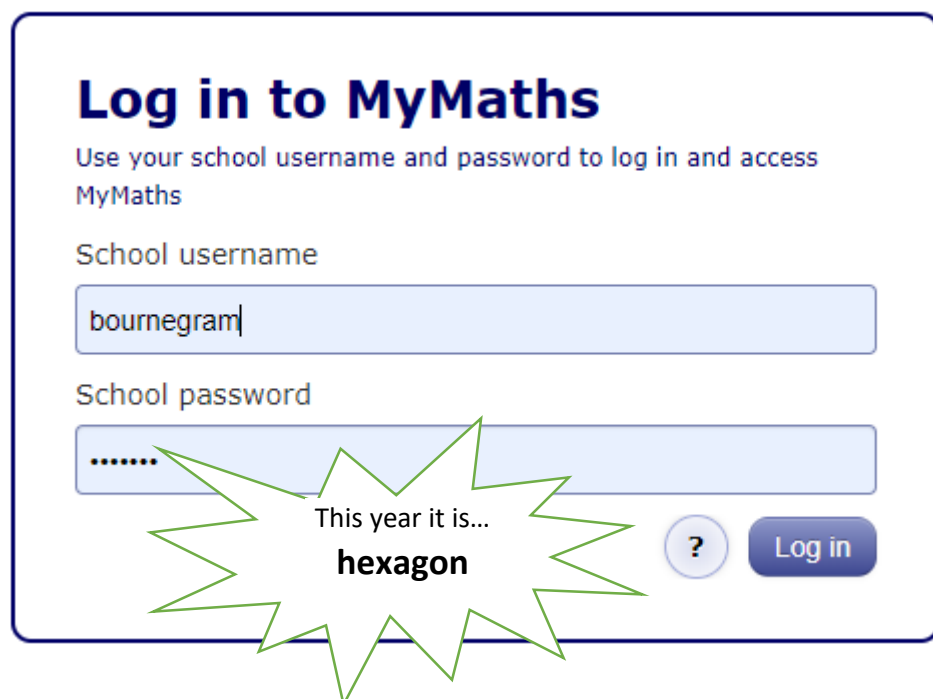 Log in to MyMaths
Use your school username and password to log in and access
MyMaths
School username
bournegram
School password
•••••••
This year it is…
hexagon
?
Log in